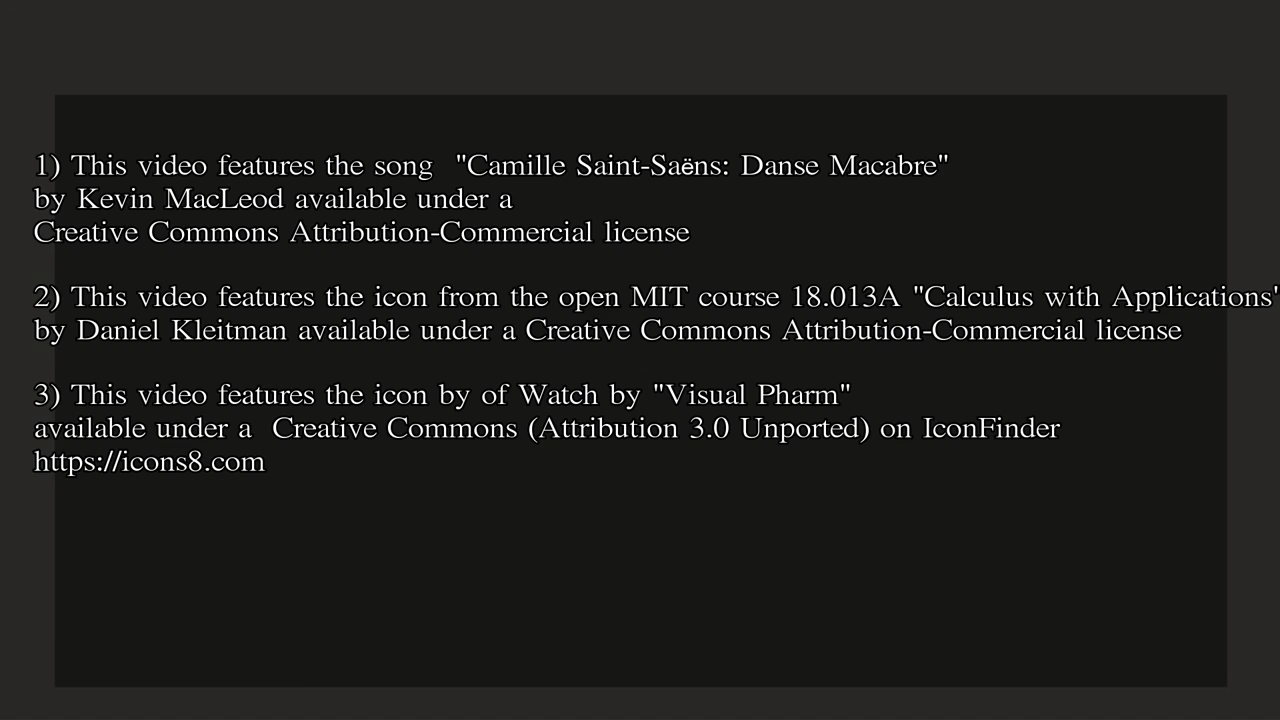 1) This video features the song  "Camille Saint-Saëns: Danse Macabre"
by Kevin MacLeod available under a
Creative Commons Attribution-Commercial license
2) This video features the icon from the open MIT course 18.013A "Calculus with Applications"
by Daniel Kleitman available under a Creative Commons Attribution-Commercial license
3) This video features the icon by of Watch by "Visual Pharm"
available under a  Creative Commons (Attribution 3.0 Unported) on IconFinder
https://icons8.com